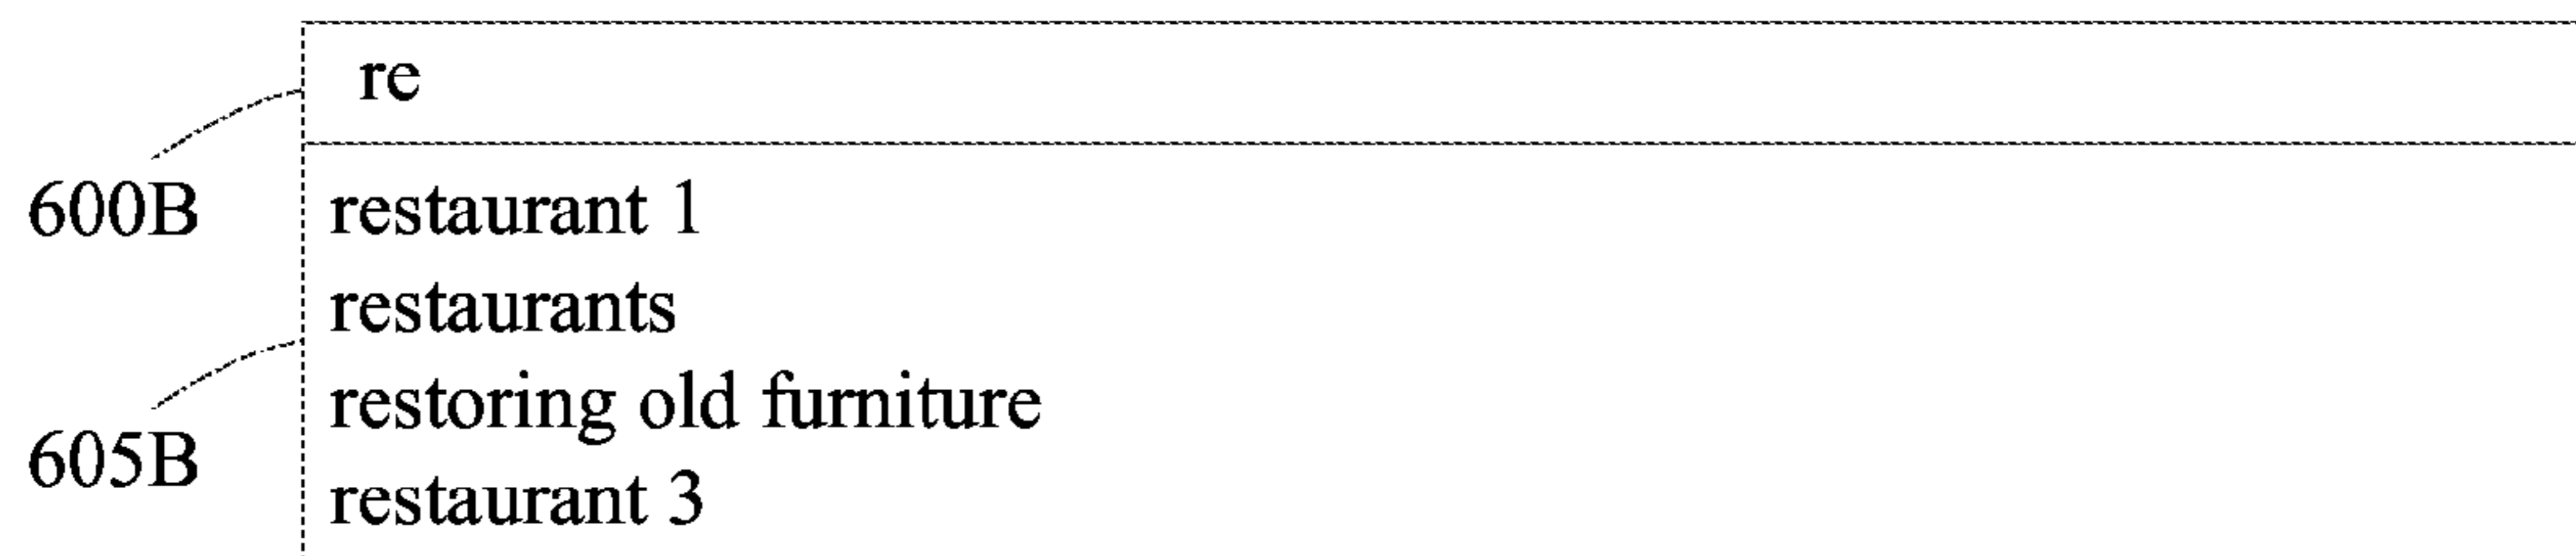 re
600B
restaurant 1
restaurants
restoring old furniture
605B
restaurant 3